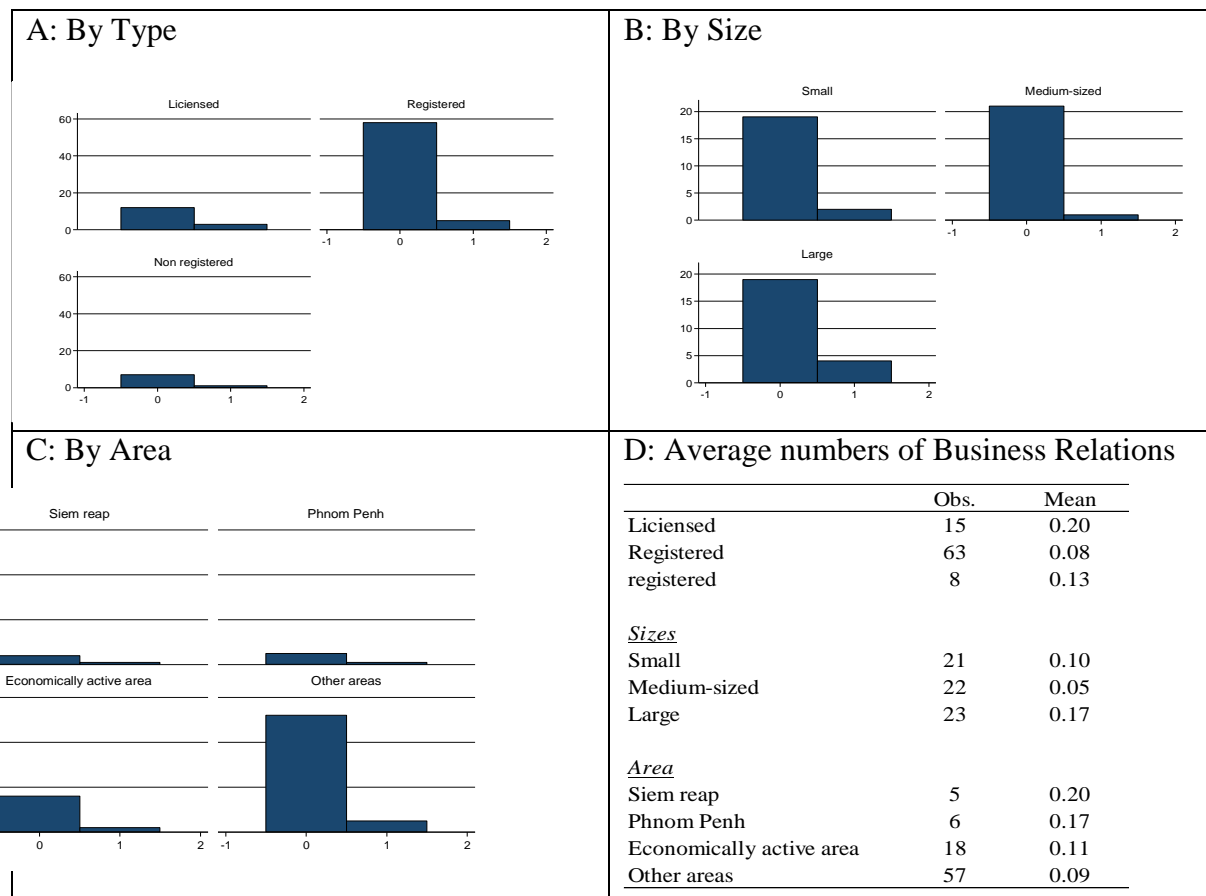 A: By Type
Liciensed
Registered
60
40
20
0
-1 0 1 2
Non registered
60
40
20
0
-1 0 1 2
B: By Size
Small
Medium-sized
20
15
10
5
0
-1 0 1 2
Large
20
15
10
5
0
-1 0 1 2
C: By Area
Siem reap
Phnom Penh
Economically active area
Other areas
0 1 2
-1 0 1 2
D: Average numbers of Business Relations
Obs. Mean
Liciensed 15 0.20
Registered 63 0.08
registered 8 0.13
Sizes
Small 21 0.10
Medium-sized 22 0.05
Large 23 0.17
Area
Siem reap 5 0.20
Phnom Penh 6 0.17
Economically active area 18 0.11
Other areas 57 0.09